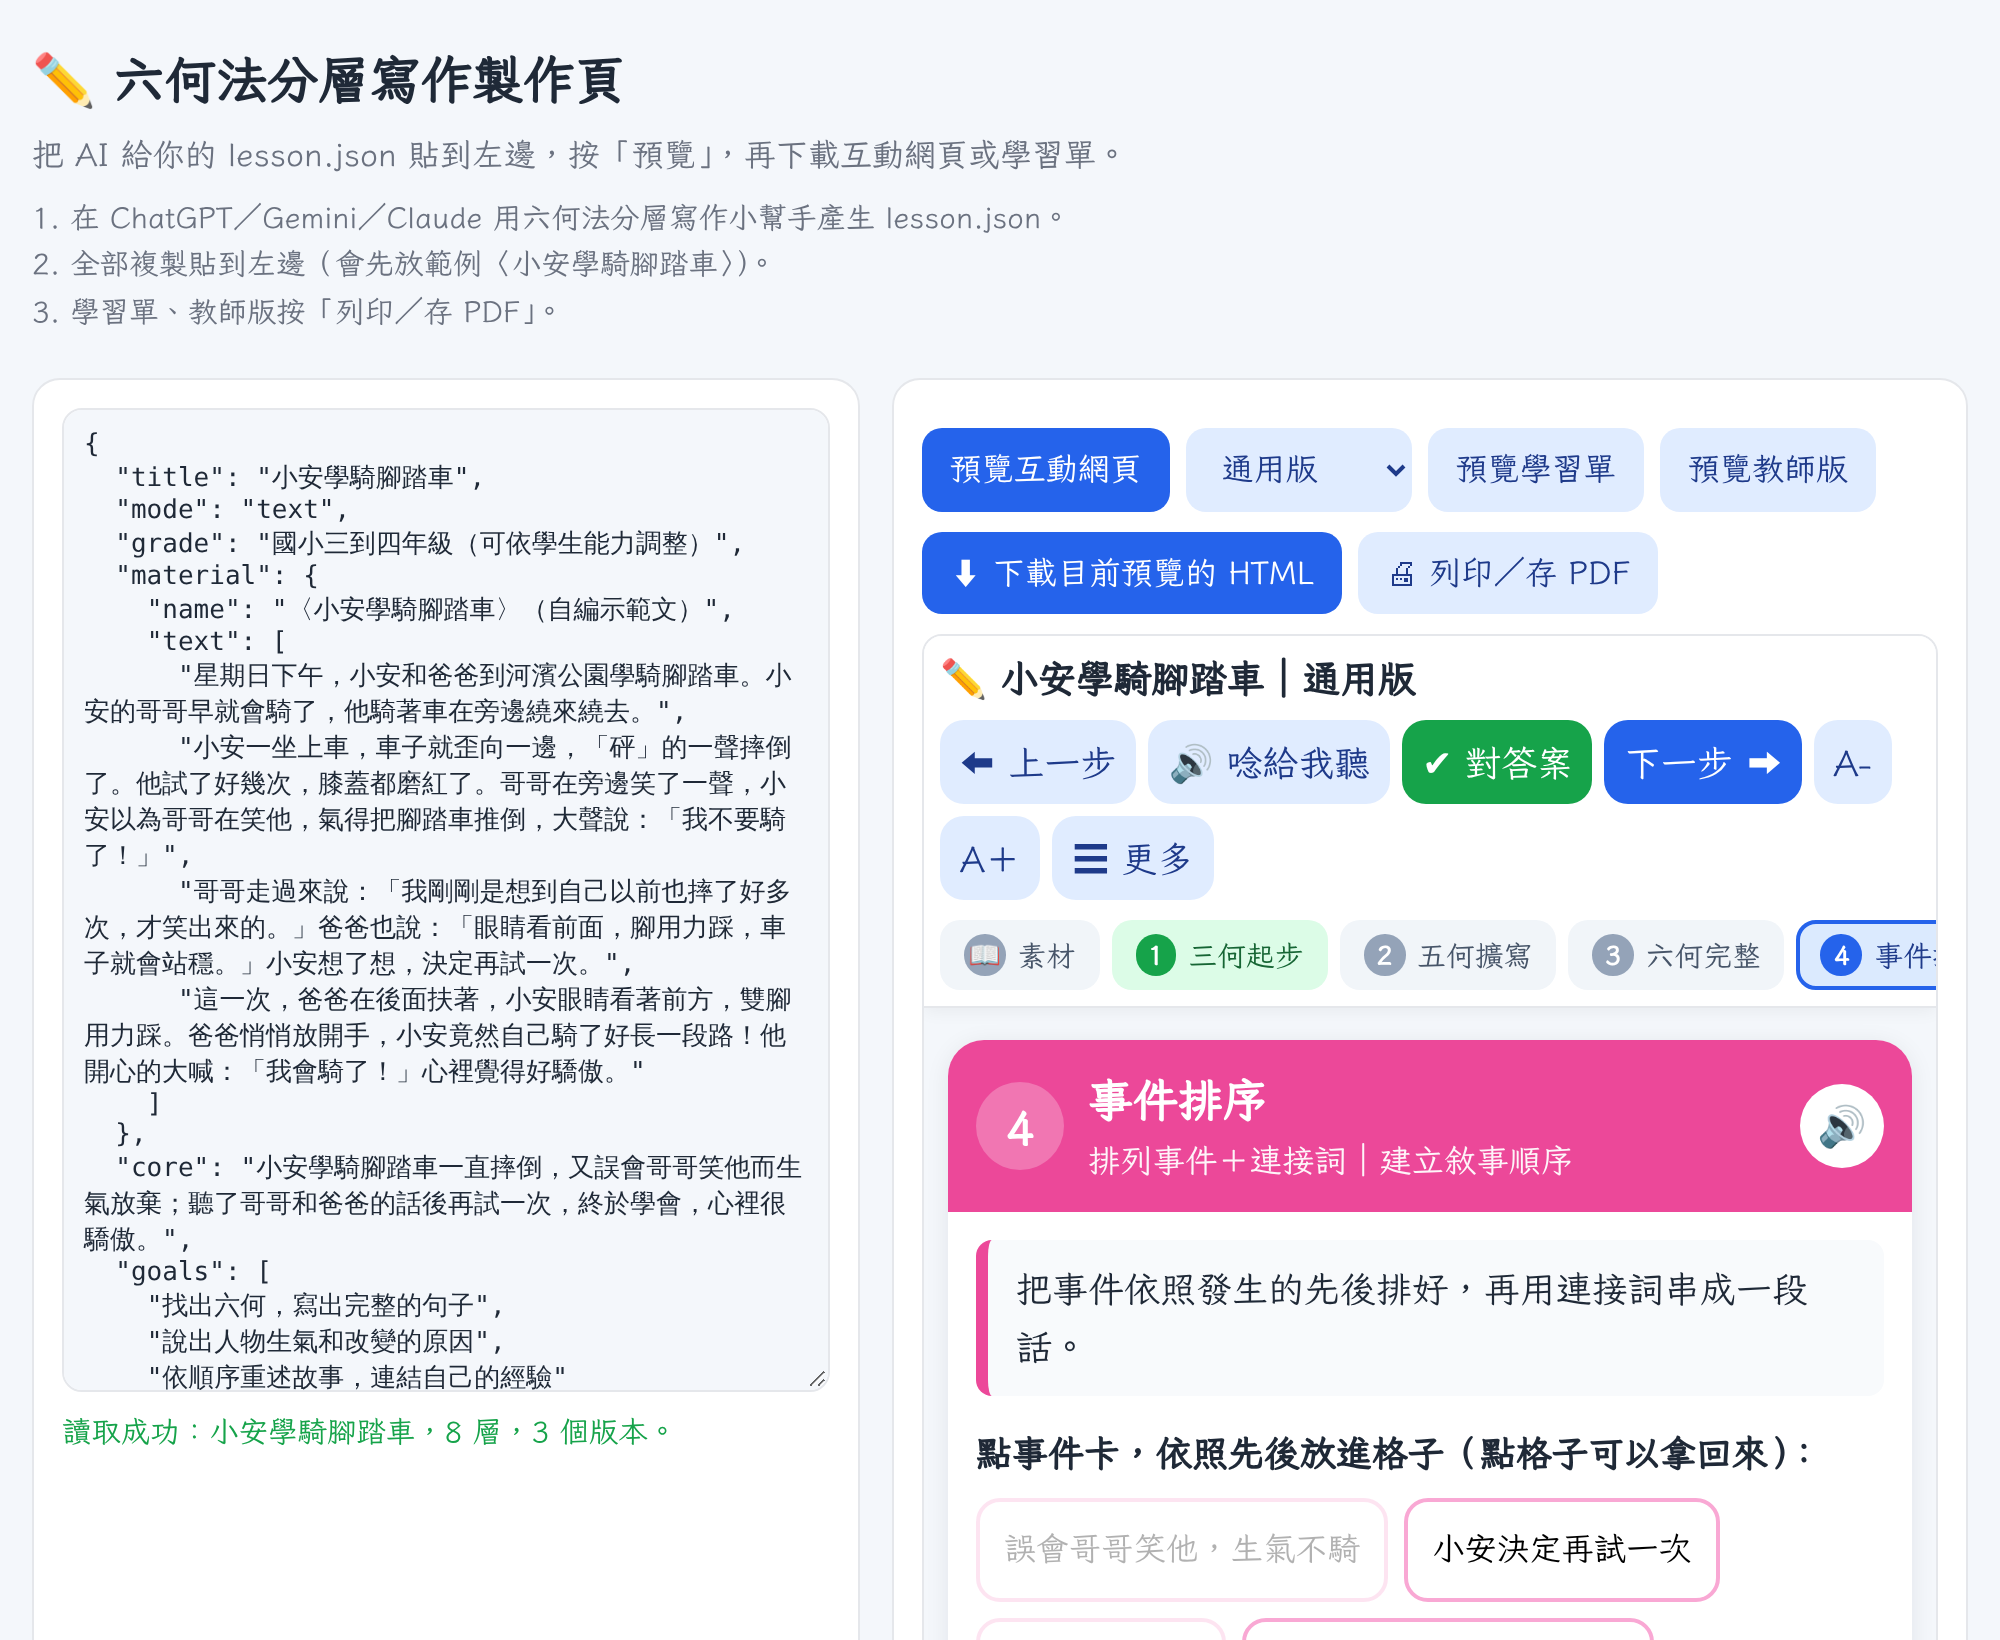 ✏️ 六何法分層寫作製作頁
把 AI 給你的 lesson.json 貼到左邊，按「預覽」，再下載互動網頁或學習單。
1. 在 ChatGPT／Gemini／Claude 用六何法分層寫作小幫手產生 lesson.json。
2. 全部複製貼到左邊（會先放範例〈小安學騎腳踏車〉）。
3. 學習單、教師版按「列印／存 PDF」。
{
"title": "小安學騎腳踏車",
"mode": "text",
"grade": "國小三到四年級（可依學生能力調整）",
"material": {
"name": "〈小安學騎腳踏車〉（自編示範文）",
"text": [
"星期日下午，小安和爸爸到河濱公園學騎腳踏車。小
安的哥哥早就會騎了，他騎著車在旁邊繞來繞去。",
"小安一坐上車，車子就歪向一邊，「砰」的一聲摔倒
了。他試了好幾次，膝蓋都磨紅了。哥哥在旁邊笑了一聲，小
安以為哥哥在笑他，氣得把腳踏車推倒，大聲說：「我不要騎
了！」",
"哥哥走過來說：「我剛剛是想到自己以前也摔了好多
次，才笑出來的。」爸爸也說：「眼睛看前面，腳用力踩，車
子就會站穩。」小安想了想，決定再試一次。",
"這一次，爸爸在後面扶著，小安眼睛看著前方，雙腳
用力踩。爸爸悄悄放開手，小安竟然自己騎了好長一段路！他
開心的大喊：「我會騎了！」心裡覺得好驕傲。"
]
},
"core": "小安學騎腳踏車一直摔倒，又誤會哥哥笑他而生
氣放棄；聽了哥哥和爸爸的話後再試一次，終於學會，心裡很
驕傲。",
"goals": [
"找出六何，寫出完整的句子",
"說出人物生氣和改變的原因",
"依順序重述故事，連結自己的經驗"
讀取成功：小安學騎腳踏車，8 層，3 個版本。
預覽互動網頁 通用版 預覽學習單 預覽教師版
⬇ 下載目前預覽的 HTML 🖨 列印／存 PDF
✏️ 小安學騎腳踏車｜通用版
⬅ 上一步 🔊 唸給我聽 ✔ 對答案 下一步 ➡ A-
A+ ☰ 更多
📖 素材 1 三何起步 2 五何擴寫 3 六何完整 4 事件
4 事件排序 🔊
排列事件＋連接詞｜建立敘事順序
把事件依照發生的先後排好，再用連接詞串成一段
話。
點事件卡，依照先後放進格子（點格子可以拿回來）：
誤會哥哥笑他，生氣不騎 小安決定再試一次